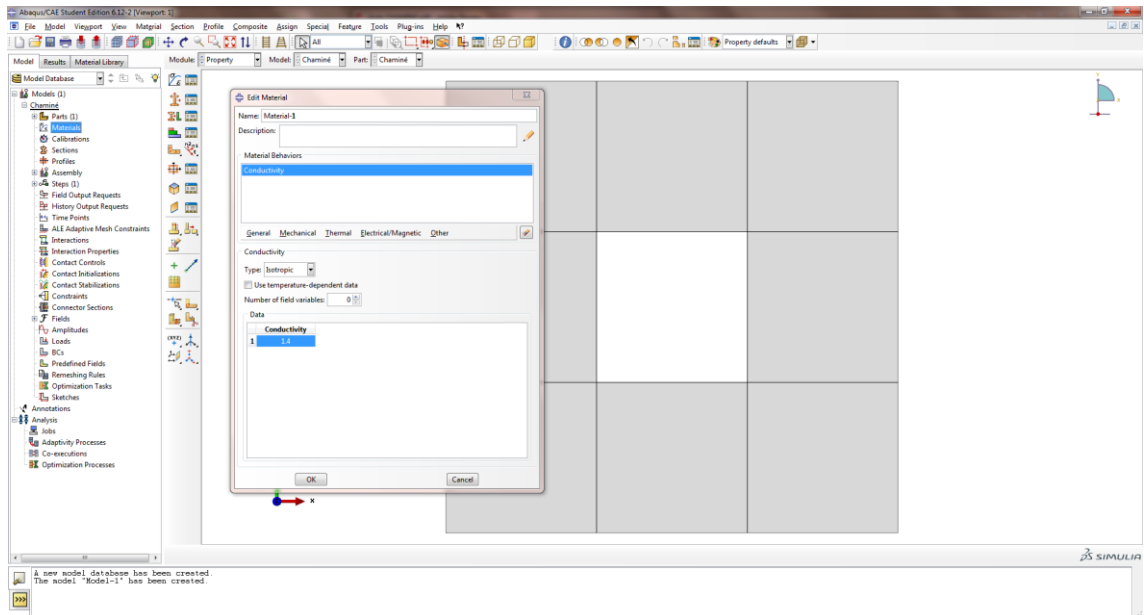 Abaqus/CAE Student Edition 6.12-2 [Viewport: 1]
File Model Viewport View Material Section Profile Composite Assign Special Feature Tools Plug-ins Help
All
Property defaults
Model Results Material Library
Module: Property Model: Chaminé Part: Chaminé
Model Database
Models (1)
Chaminé
Parts (1)
Materials
Calibrations
Sections
Profiles
Assembly
Steps (1)
Field Output Requests
History Output Requests
Time Points
ALE Adaptive Mesh Constraints
Interactions
Interaction Properties
Contact Controls
Contact Initializations
Contact Stabilizations
Constraints
Connector Sections
Fields
Amplitudes
Loads
BCs
Predefined Fields
Remeshing Rules
Optimization Tasks
Sketches
Annotations
Analysis
Jobs
Adaptivity Processes
Co-executions
Optimization Processes
Edit Material
Name: Material-1
Description:
Material Behaviors
Conductivity
General Mechanical Thermal Electrical/Magnetic Other
Conductivity
Type: Isotropic
Use temperature-dependent data
Number of field variables: 0
Data
Conductivity
1 1.4
OK Cancel
X
SIMULIA
A new model database has been created.
The model "Model-1" has been created.